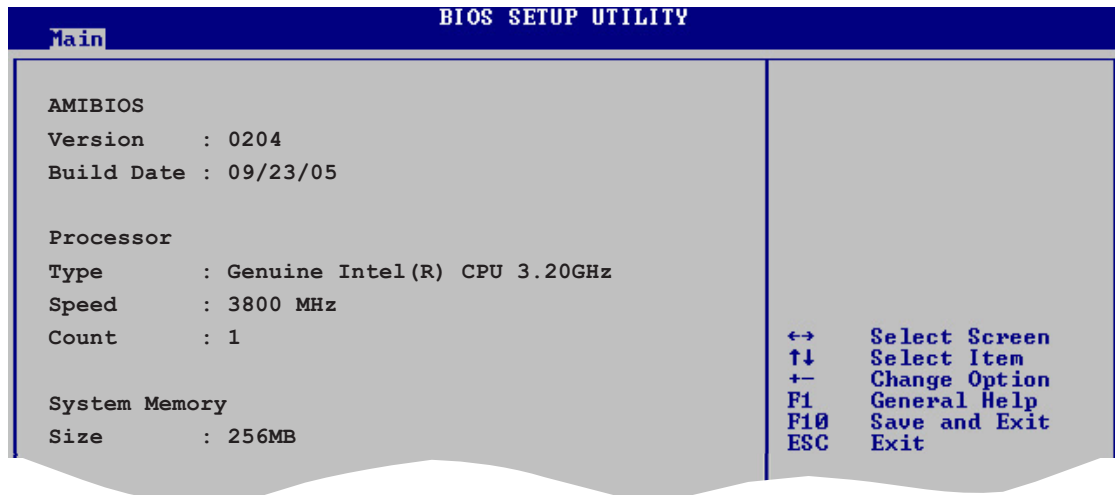 BIOS SETUP UTILITY
Main
AMIBIOS
Version : 0204
Build Date : 09/23/05
Processor
Type : Genuine Intel(R) CPU 3.20GHz
Speed : 3800 MHz
Count : 1
System Memory
Size : 256MB
←→ Select Screen
↑↓ Select Item
+− Change Option
F1 General Help
F10 Save and Exit
ESC Exit